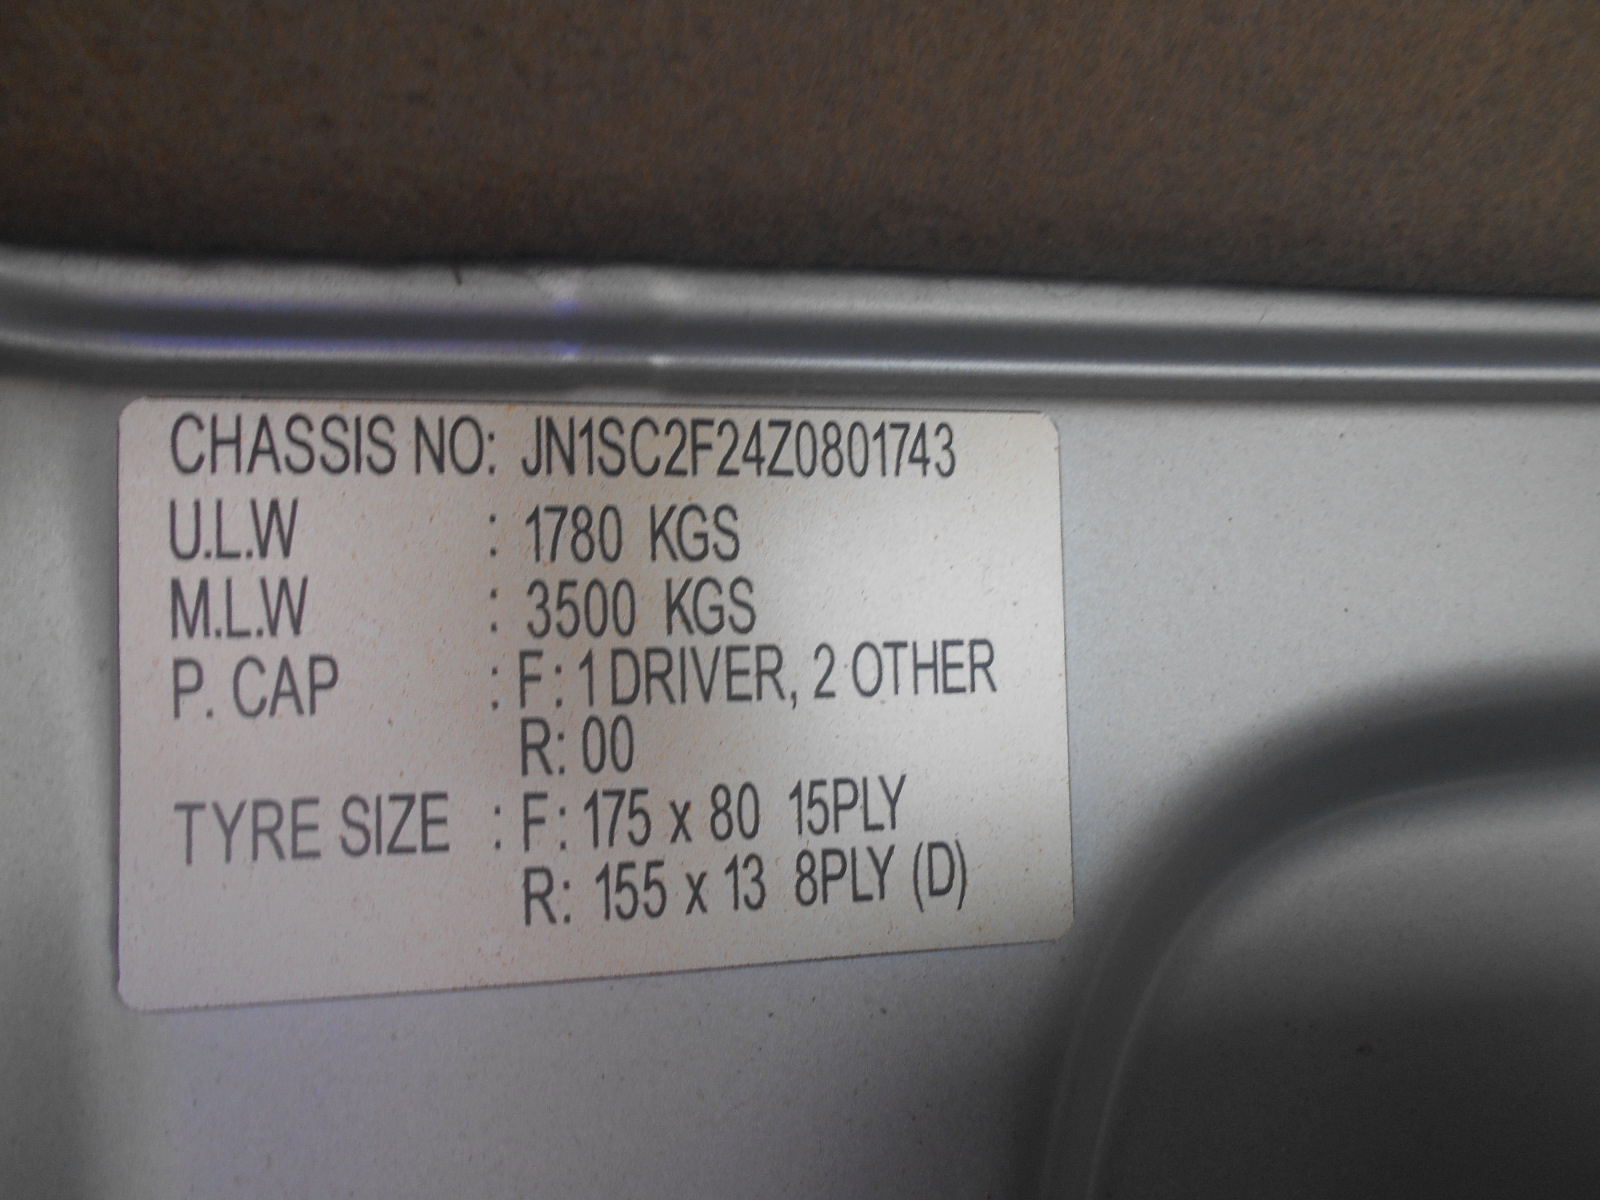 CHASSIS NO: JN1SC2F24Z0801743
U.L.W : 1780 KGS
M.L.W : 3500 KGS
P. CAP : F: 1 DRIVER, 2 OTHER
R: 00
TYRE SIZE : F: 175 x 80 15PLY
R: 155 x 13 8PLY (D)